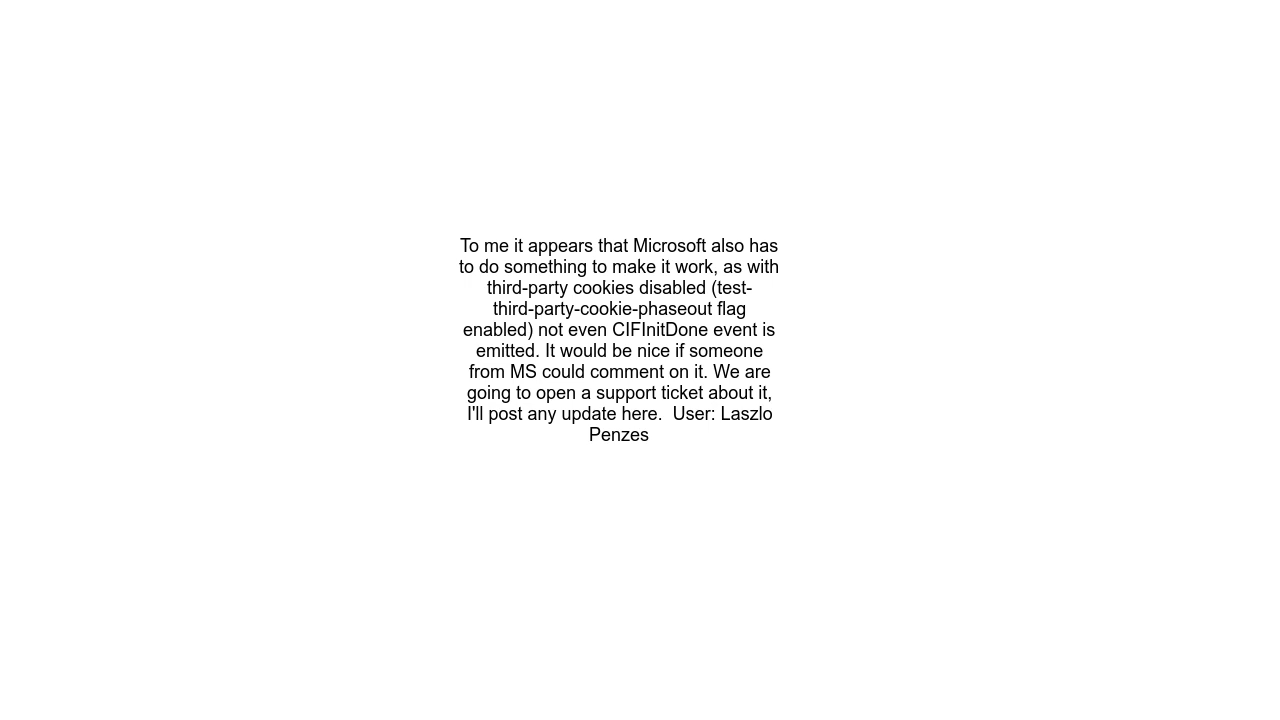 To me it appears that Microsoft also has
to do something to make it work, as with
third-party cookies disabled (test-
third-party-cookie-phaseout flag
enabled) not even CIFInitDone event is
emitted. It would be nice if someone
from MS could comment on it. We are
going to open a support ticket about it,
I'll post any update here.  User: Laszlo
Penzes